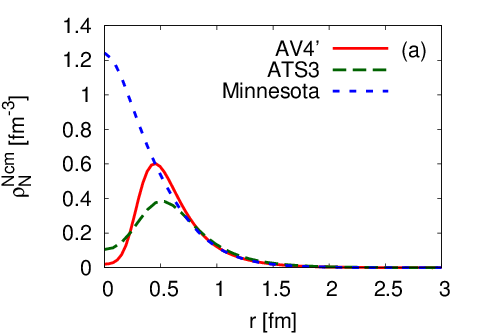 1.4
1.2
1
0.8
0.6
0.4
0.2
0
AV4' (a)
ATS3
Minnesota
ρ_N^Ncm [fm^-3]
0 0.5 1 1.5 2 2.5 3
r [fm]